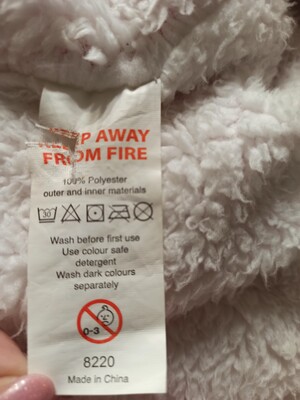 KEEP AWAY
FROM FIRE
100% Polyester
outer and inner materials
30
Wash before first use
Use colour safe
detergent
Wash dark colours
separately
0-3
8220
Made in China